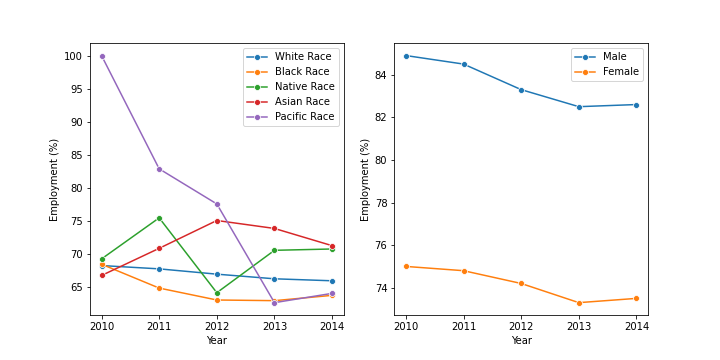 100
95
90
85
80
75
70
65
Employment (%)
2010 2011 2012 2013 2014
Year
White Race
Black Race
Native Race
Asian Race
Pacific Race
84
82
80
78
76
74
Employment (%)
2010 2011 2012 2013 2014
Year
Male
Female